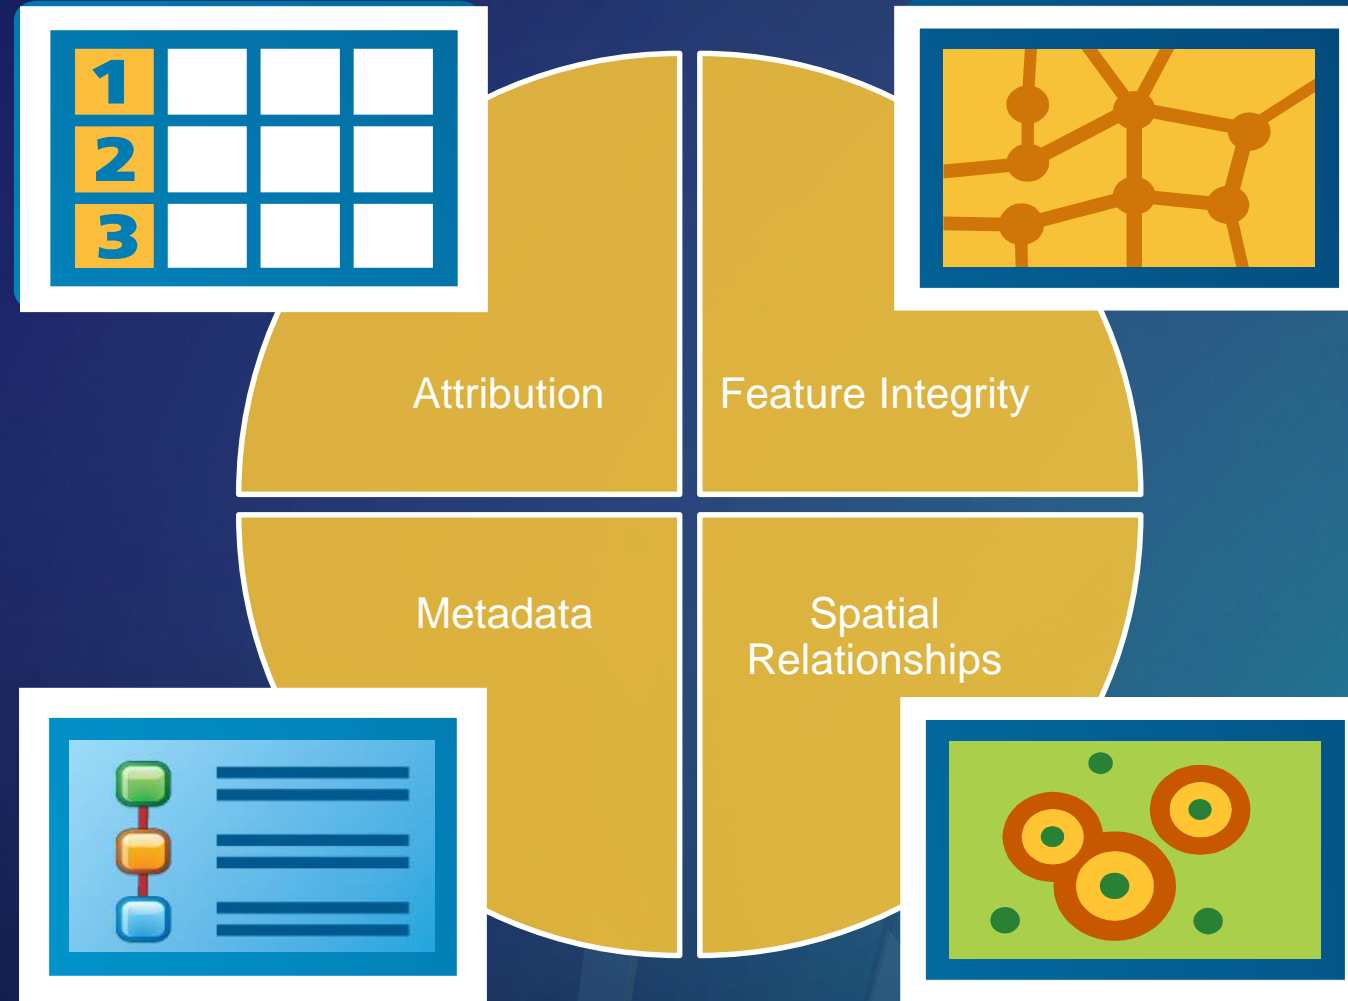 1
2
3
Attribution
Feature Integrity
Metadata
Spatial
Relationships